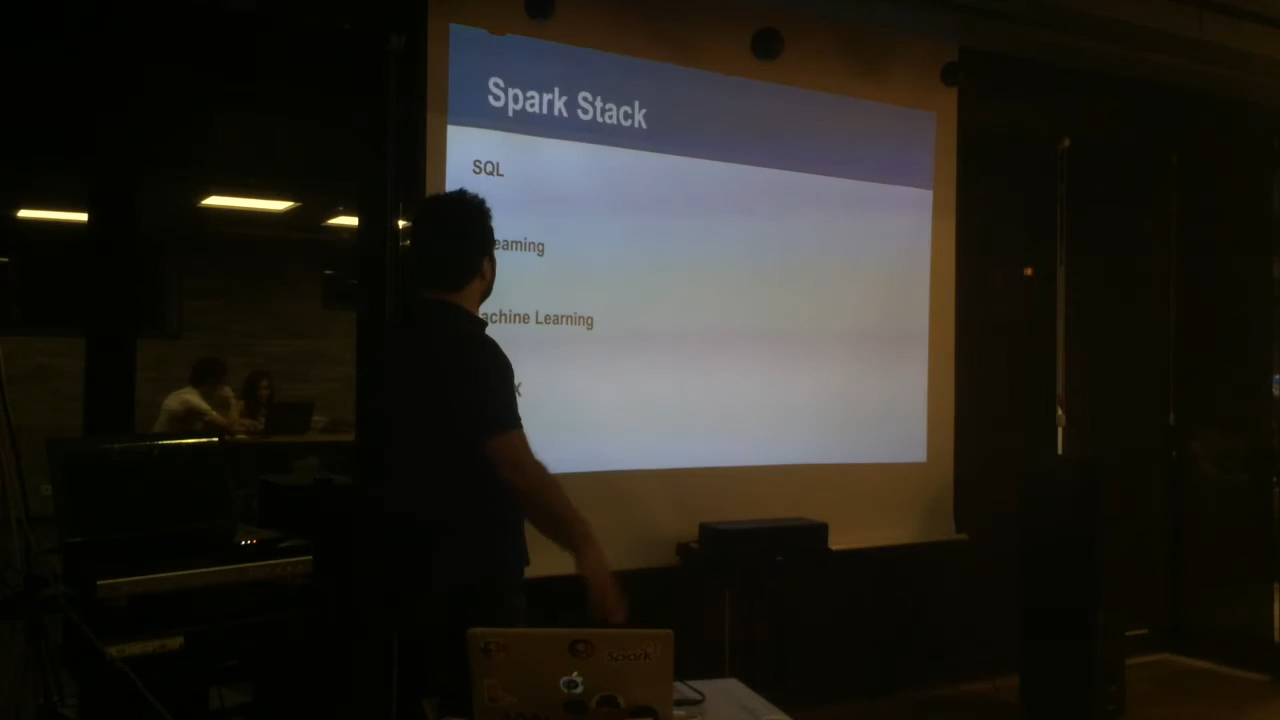 Spark Stack
SQL
eaming
achine Learning
X
Spark